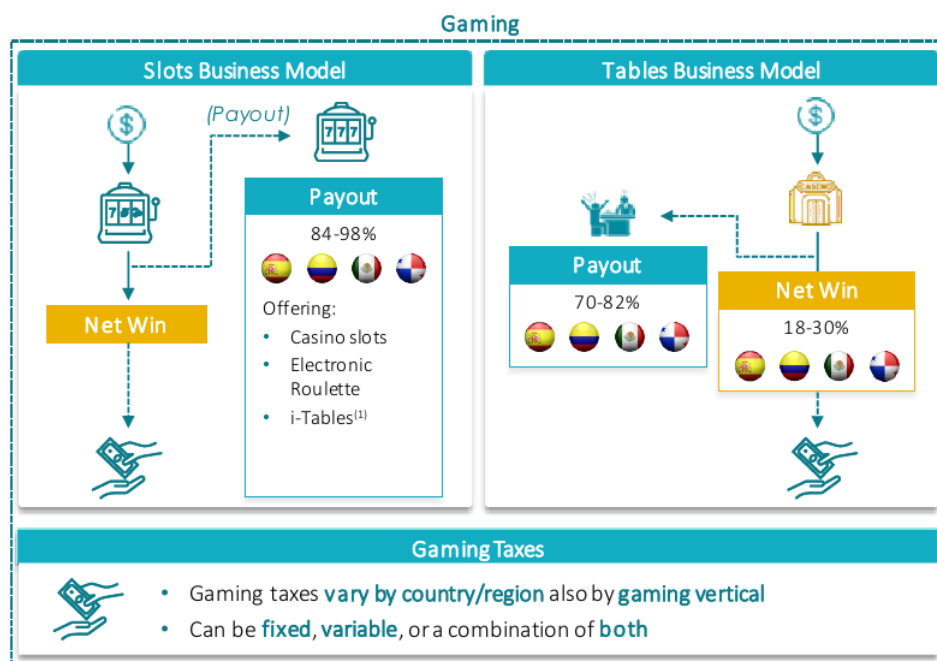 Gaming
Slots Business Model
(Payout)
Payout
84-98%
Offering:
• Casino slots
• Electronic
Roulette
• i-Tables(1)
Net Win
Tables Business Model
Payout
70-82%
Net Win
18-30%
Gaming Taxes
• Gaming taxes vary by country/region also by gaming vertical
• Can be fixed, variable, or a combination of both